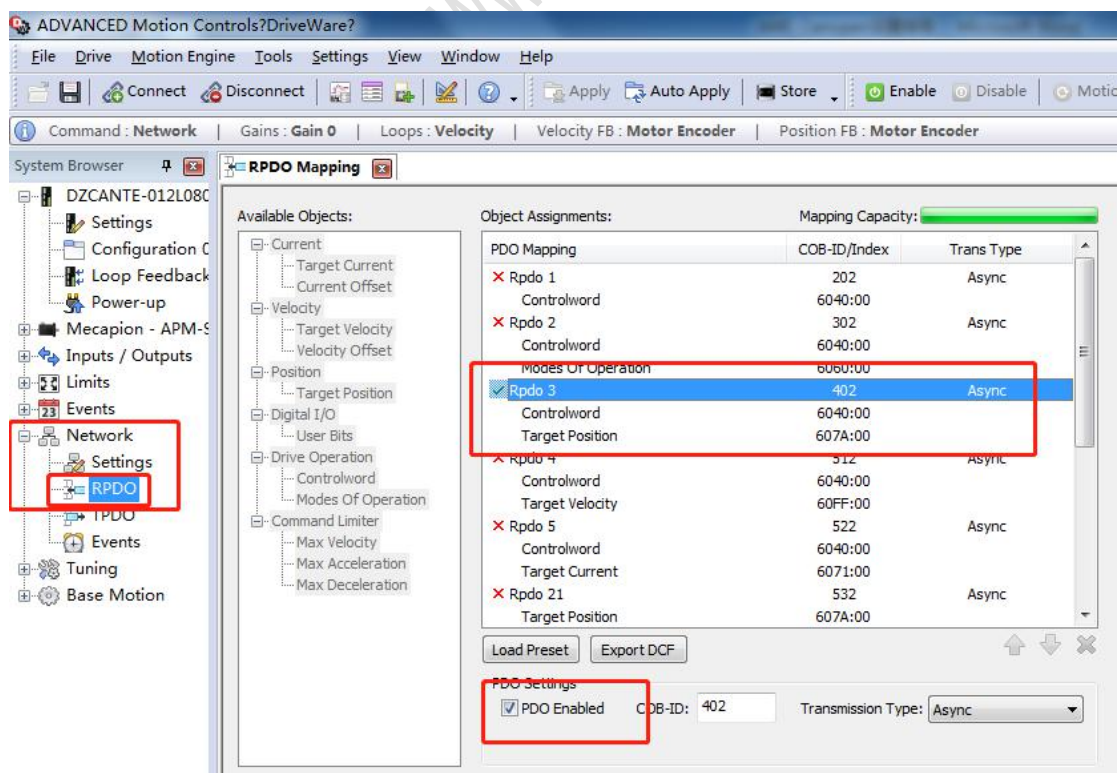 ADVANCED Motion Controls?DriveWare?
File Drive Motion Engine Tools Settings View Window Help
Connect Disconnect Apply Auto Apply Store Enable Disable Motic
Command : Network | Gains : Gain 0 | Loops : Velocity | Velocity FB : Motor Encoder | Position FB : Motor Encoder
System Browser
RPDO Mapping
DZCANTE-012L080
Settings
Configuration 0
Loop Feedback
Power-up
Mecapion - APM-S
Inputs / Outputs
Limits
23 Events
Network
Settings
RPDO
TPDO
Events
Tuning
Base Motion
Available Objects:
Current
Target Current
Current Offset
Velocity
Target Velocity
Velocity Offset
Position
Target Position
Digital I/O
User Bits
Drive Operation
Controlword
Modes Of Operation
Command Limiter
Max Velocity
Max Acceleration
Max Deceleration
Object Assignments: Mapping Capacity:
PDO Mapping COB-ID/Index Trans Type
Rpdo 1 202 Async
Controlword 6040:00
Rpdo 2 302 Async
Controlword 6040:00
Modes Of Operation 6060:00
Rpdo 3 402 Async
Controlword 6040:00
Target Position 607A:00
Rpdo 4 512 Async
Controlword 6040:00
Target Velocity 60FF:00
Rpdo 5 522 Async
Controlword 6040:00
Target Current 6071:00
Rpdo 21 532 Async
Target Position 607A:00
Load Preset Export DCF
PDO Settings
PDO Enabled COB-ID: 402 Transmission Type: Async